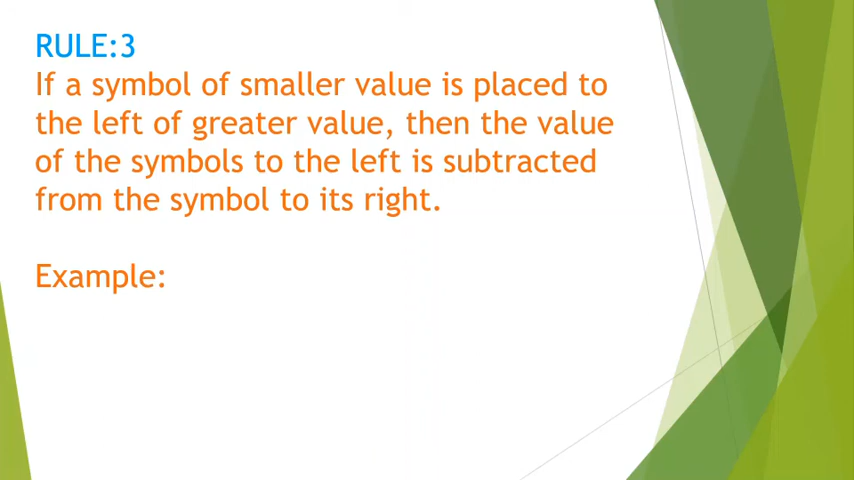 RULE:3
If a symbol of smaller value is placed to
the left of greater value, then the value
of the symbols to the left is subtracted
from the symbol to its right.
Example: